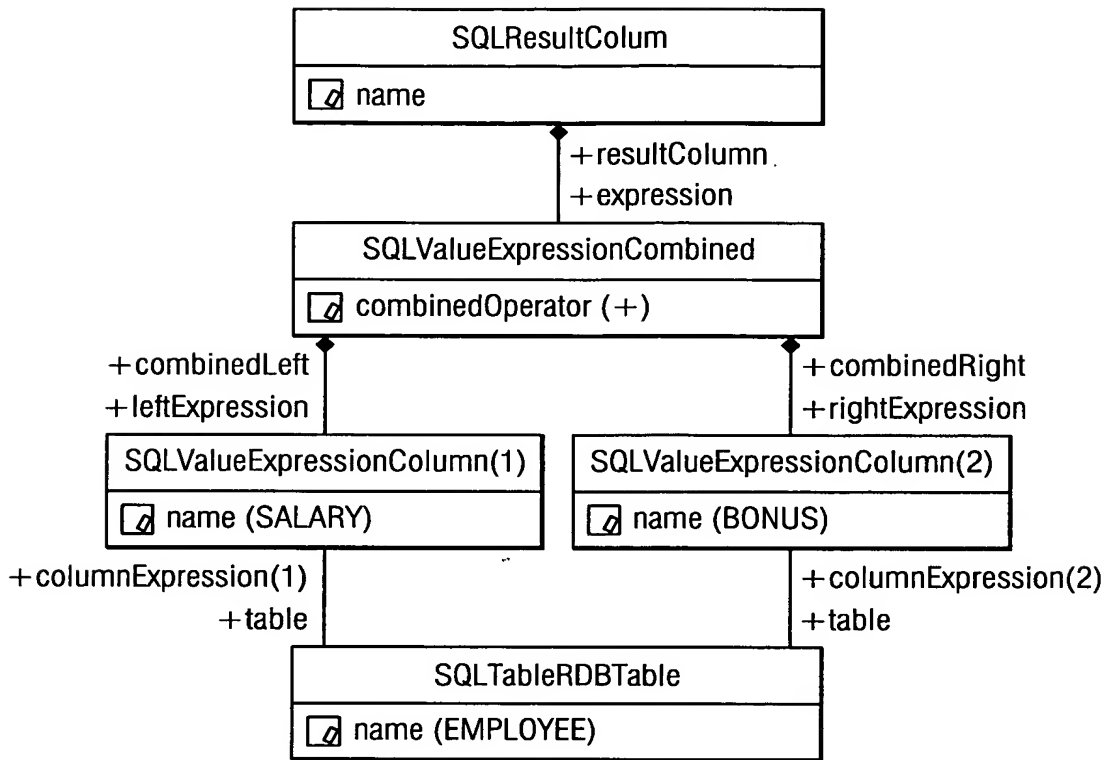 SQLResultColum
name
+resultColumn
+expression
SQLValueExpressionCombined
combinedOperator (+)
+combinedLeft
+leftExpression
+combinedRight
+rightExpression
SQLValueExpressionColumn(1)
name (SALARY)
SQLValueExpressionColumn(2)
name (BONUS)
+columnExpression(1)
+table
+columnExpression(2)
+table
SQLTableRDBTable
name (EMPLOYEE)